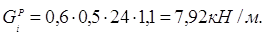 G_i^P = 0,6·0,5·24·1,1 = 7,92кН / м.